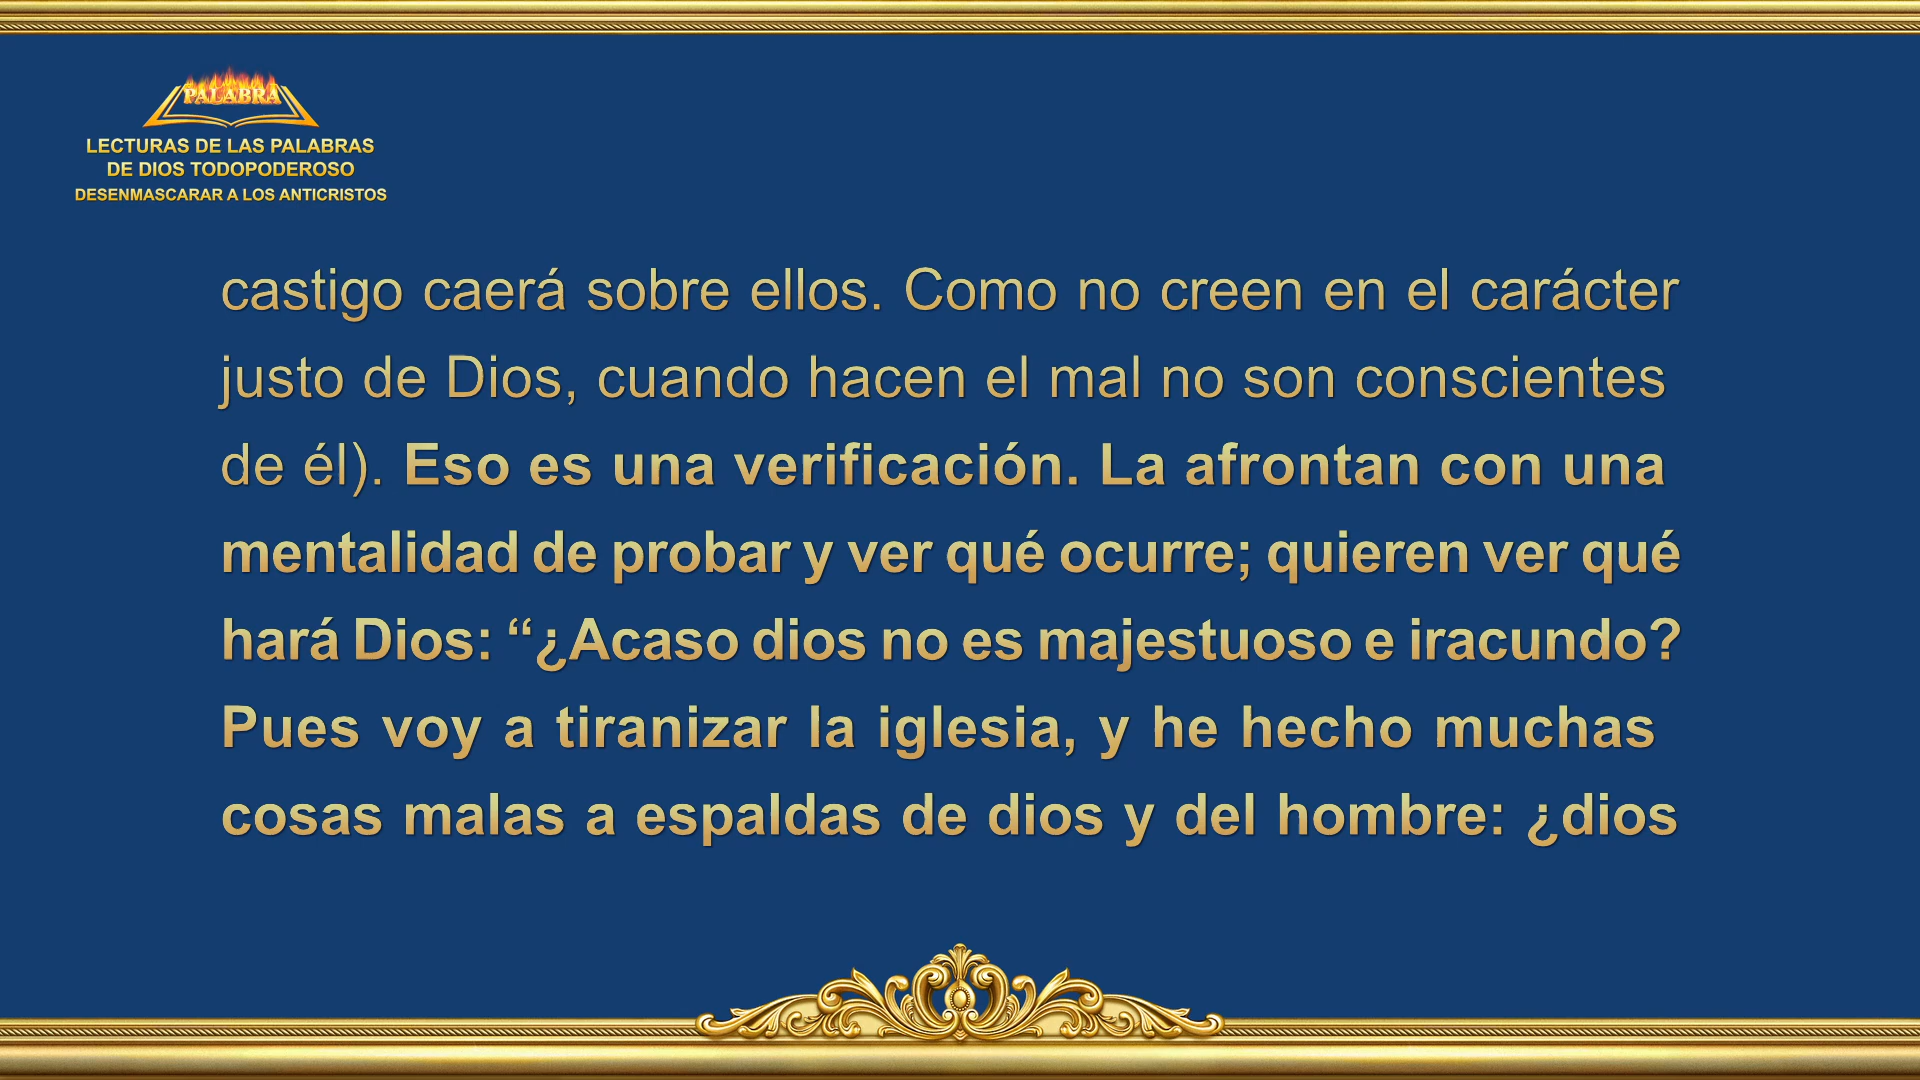 PALABRA
LECTURAS DE LAS PALABRAS
DE DIOS TODOPODEROSO
DESENMASCARAR A LOS ANTICRISTOS
castigo caerá sobre ellos. Como no creen en el carácter
justo de Dios, cuando hacen el mal no son conscientes
de él). Eso es una verificación. La afrontan con una
mentalidad de probar y ver qué ocurre; quieren ver qué
hará Dios: “¿Acaso dios no es majestuoso e iracundo?
Pues voy a tiranizar la iglesia, y he hecho muchas
cosas malas a espaldas de dios y del hombre: ¿dios